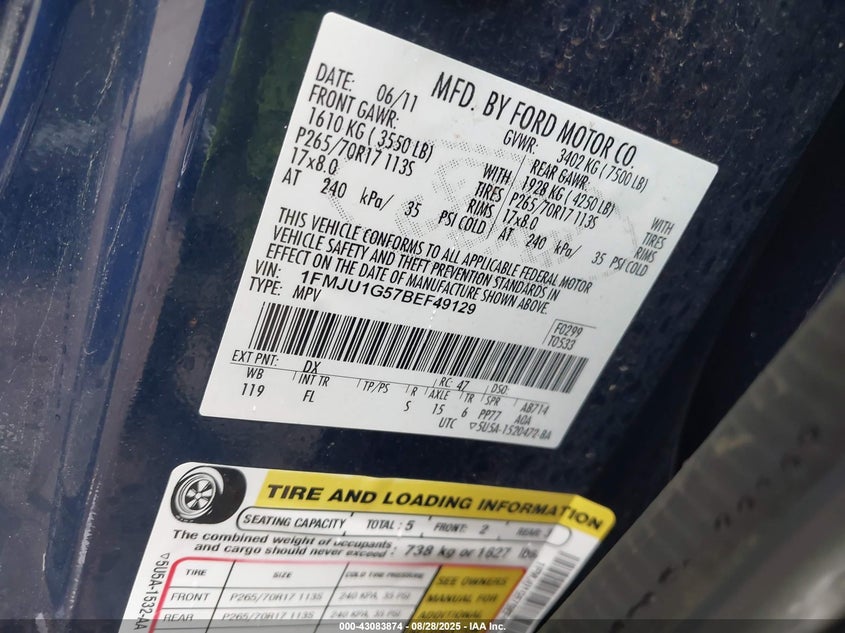 MFD. BY FORD MOTOR CO.
DATE: 06/11 GVWR: 3402 KG ( 7500 LB)
FRONT GAWR: REAR GAWR:
1610 KG ( 3550 LB) WITH 1928 KG ( 4250 LB) WITH
P265/70R17 113S TIRES P265/70R17 113S TIRES
17x8.0 RIMS 17x8.0 RIMS
AT 240 kPa/ 35 PSI COLD AT 240 kPa/ 35 PSI COLD
THIS VEHICLE CONFORMS TO ALL APPLICABLE FEDERAL MOTOR
VEHICLE SAFETY AND THEFT PREVENTION STANDARDS IN
EFFECT ON THE DATE OF MANUFACTURE SHOWN ABOVE.
VIN: 1FMJU1G57BEF49129
TYPE: MPV
F0299
T0533
EXT PNT: DX RC: 47 DSO:
WB INT TR TP/PS R AXLE TR SPR AB714
119 FL S 15 6 PP77 AOA
UTC ▽5U5A-1520472-BA
TIRE AND LOADING INFORMATION
SEATING CAPACITY TOTAL: 5 FRONT: 2 REAR:
The combined weight of occupants
and cargo should never exceed : 738 kg or 1627 lbs
TIRE SIZE COLD TIRE PRESSURE SEE OWNERS
FRONT P265/70R17 113S 240 KPA, 35 PSI MANUAL FOR
REAR P265/70R17 113S 240 KPA, 35 PSI ADDITIONAL
▽5U5A-1532-AA
000-43083874 | 08/28/2025 - IAA Inc.